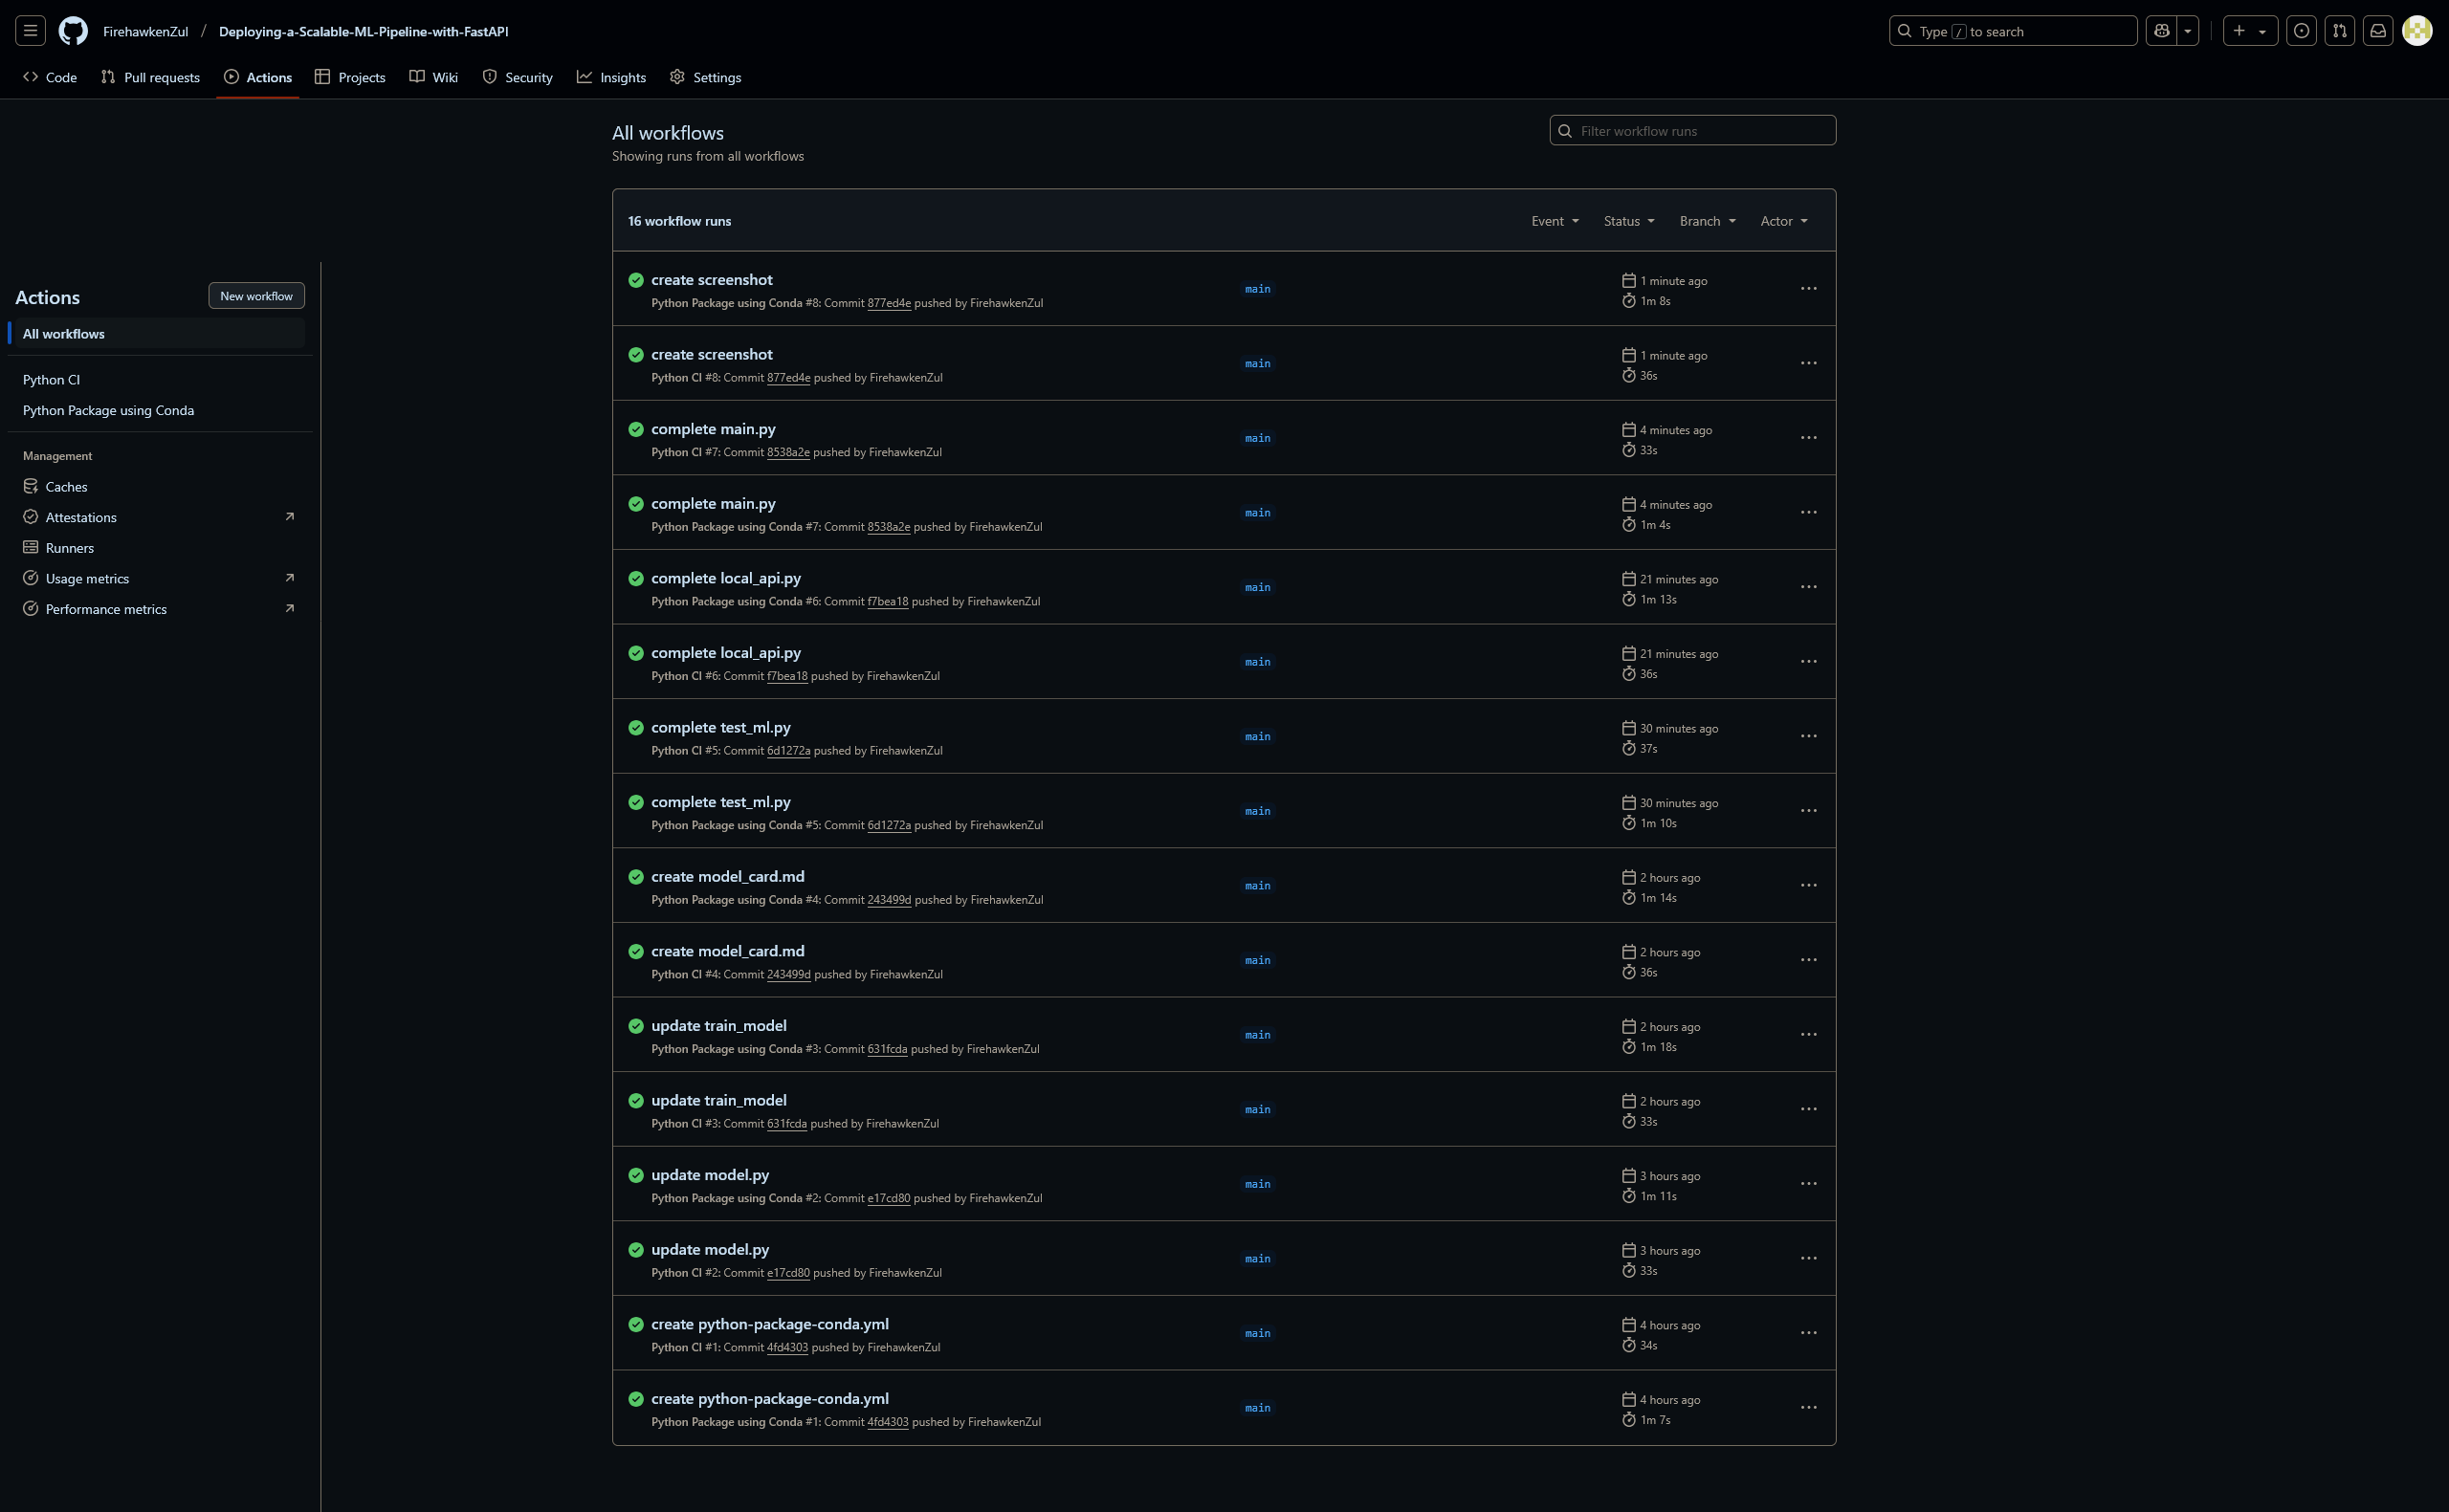 FirehawkenZul / Deploying-a-Scalable-ML-Pipeline-with-FastAPI
Type / to search
Code
Pull requests
Actions
Projects
Wiki
Security
Insights
Settings
Actions
New workflow
All workflows
Python CI
Python Package using Conda
Management
Caches
Attestations
Runners
Usage metrics
Performance metrics
All workflows
Showing runs from all workflows
Filter workflow runs
16 workflow runs
Event
Status
Branch
Actor
create screenshot
Python Package using Conda #8: Commit 877ed4e pushed by FirehawkenZul
main
1 minute ago
1m 8s
create screenshot
Python CI #8: Commit 877ed4e pushed by FirehawkenZul
main
1 minute ago
36s
complete main.py
Python CI #7: Commit 8538a2e pushed by FirehawkenZul
main
4 minutes ago
33s
complete main.py
Python Package using Conda #7: Commit 8538a2e pushed by FirehawkenZul
main
4 minutes ago
1m 4s
complete local_api.py
Python Package using Conda #6: Commit f7bea18 pushed by FirehawkenZul
main
21 minutes ago
1m 13s
complete local_api.py
Python CI #6: Commit f7bea18 pushed by FirehawkenZul
main
21 minutes ago
36s
complete test_ml.py
Python CI #5: Commit 6d1272a pushed by FirehawkenZul
main
30 minutes ago
37s
complete test_ml.py
Python Package using Conda #5: Commit 6d1272a pushed by FirehawkenZul
main
30 minutes ago
1m 10s
create model_card.md
Python Package using Conda #4: Commit 243499d pushed by FirehawkenZul
main
2 hours ago
1m 14s
create model_card.md
Python CI #4: Commit 243499d pushed by FirehawkenZul
main
2 hours ago
36s
update train_model
Python Package using Conda #3: Commit 631fcda pushed by FirehawkenZul
main
2 hours ago
1m 18s
update train_model
Python CI #3: Commit 631fcda pushed by FirehawkenZul
main
2 hours ago
33s
update model.py
Python Package using Conda #2: Commit e17cd80 pushed by FirehawkenZul
main
3 hours ago
1m 11s
update model.py
Python CI #2: Commit e17cd80 pushed by FirehawkenZul
main
3 hours ago
33s
create python-package-conda.yml
Python CI #1: Commit 4fd4303 pushed by FirehawkenZul
main
4 hours ago
34s
create python-package-conda.yml
Python Package using Conda #1: Commit 4fd4303 pushed by FirehawkenZul
main
4 hours ago
1m 7s